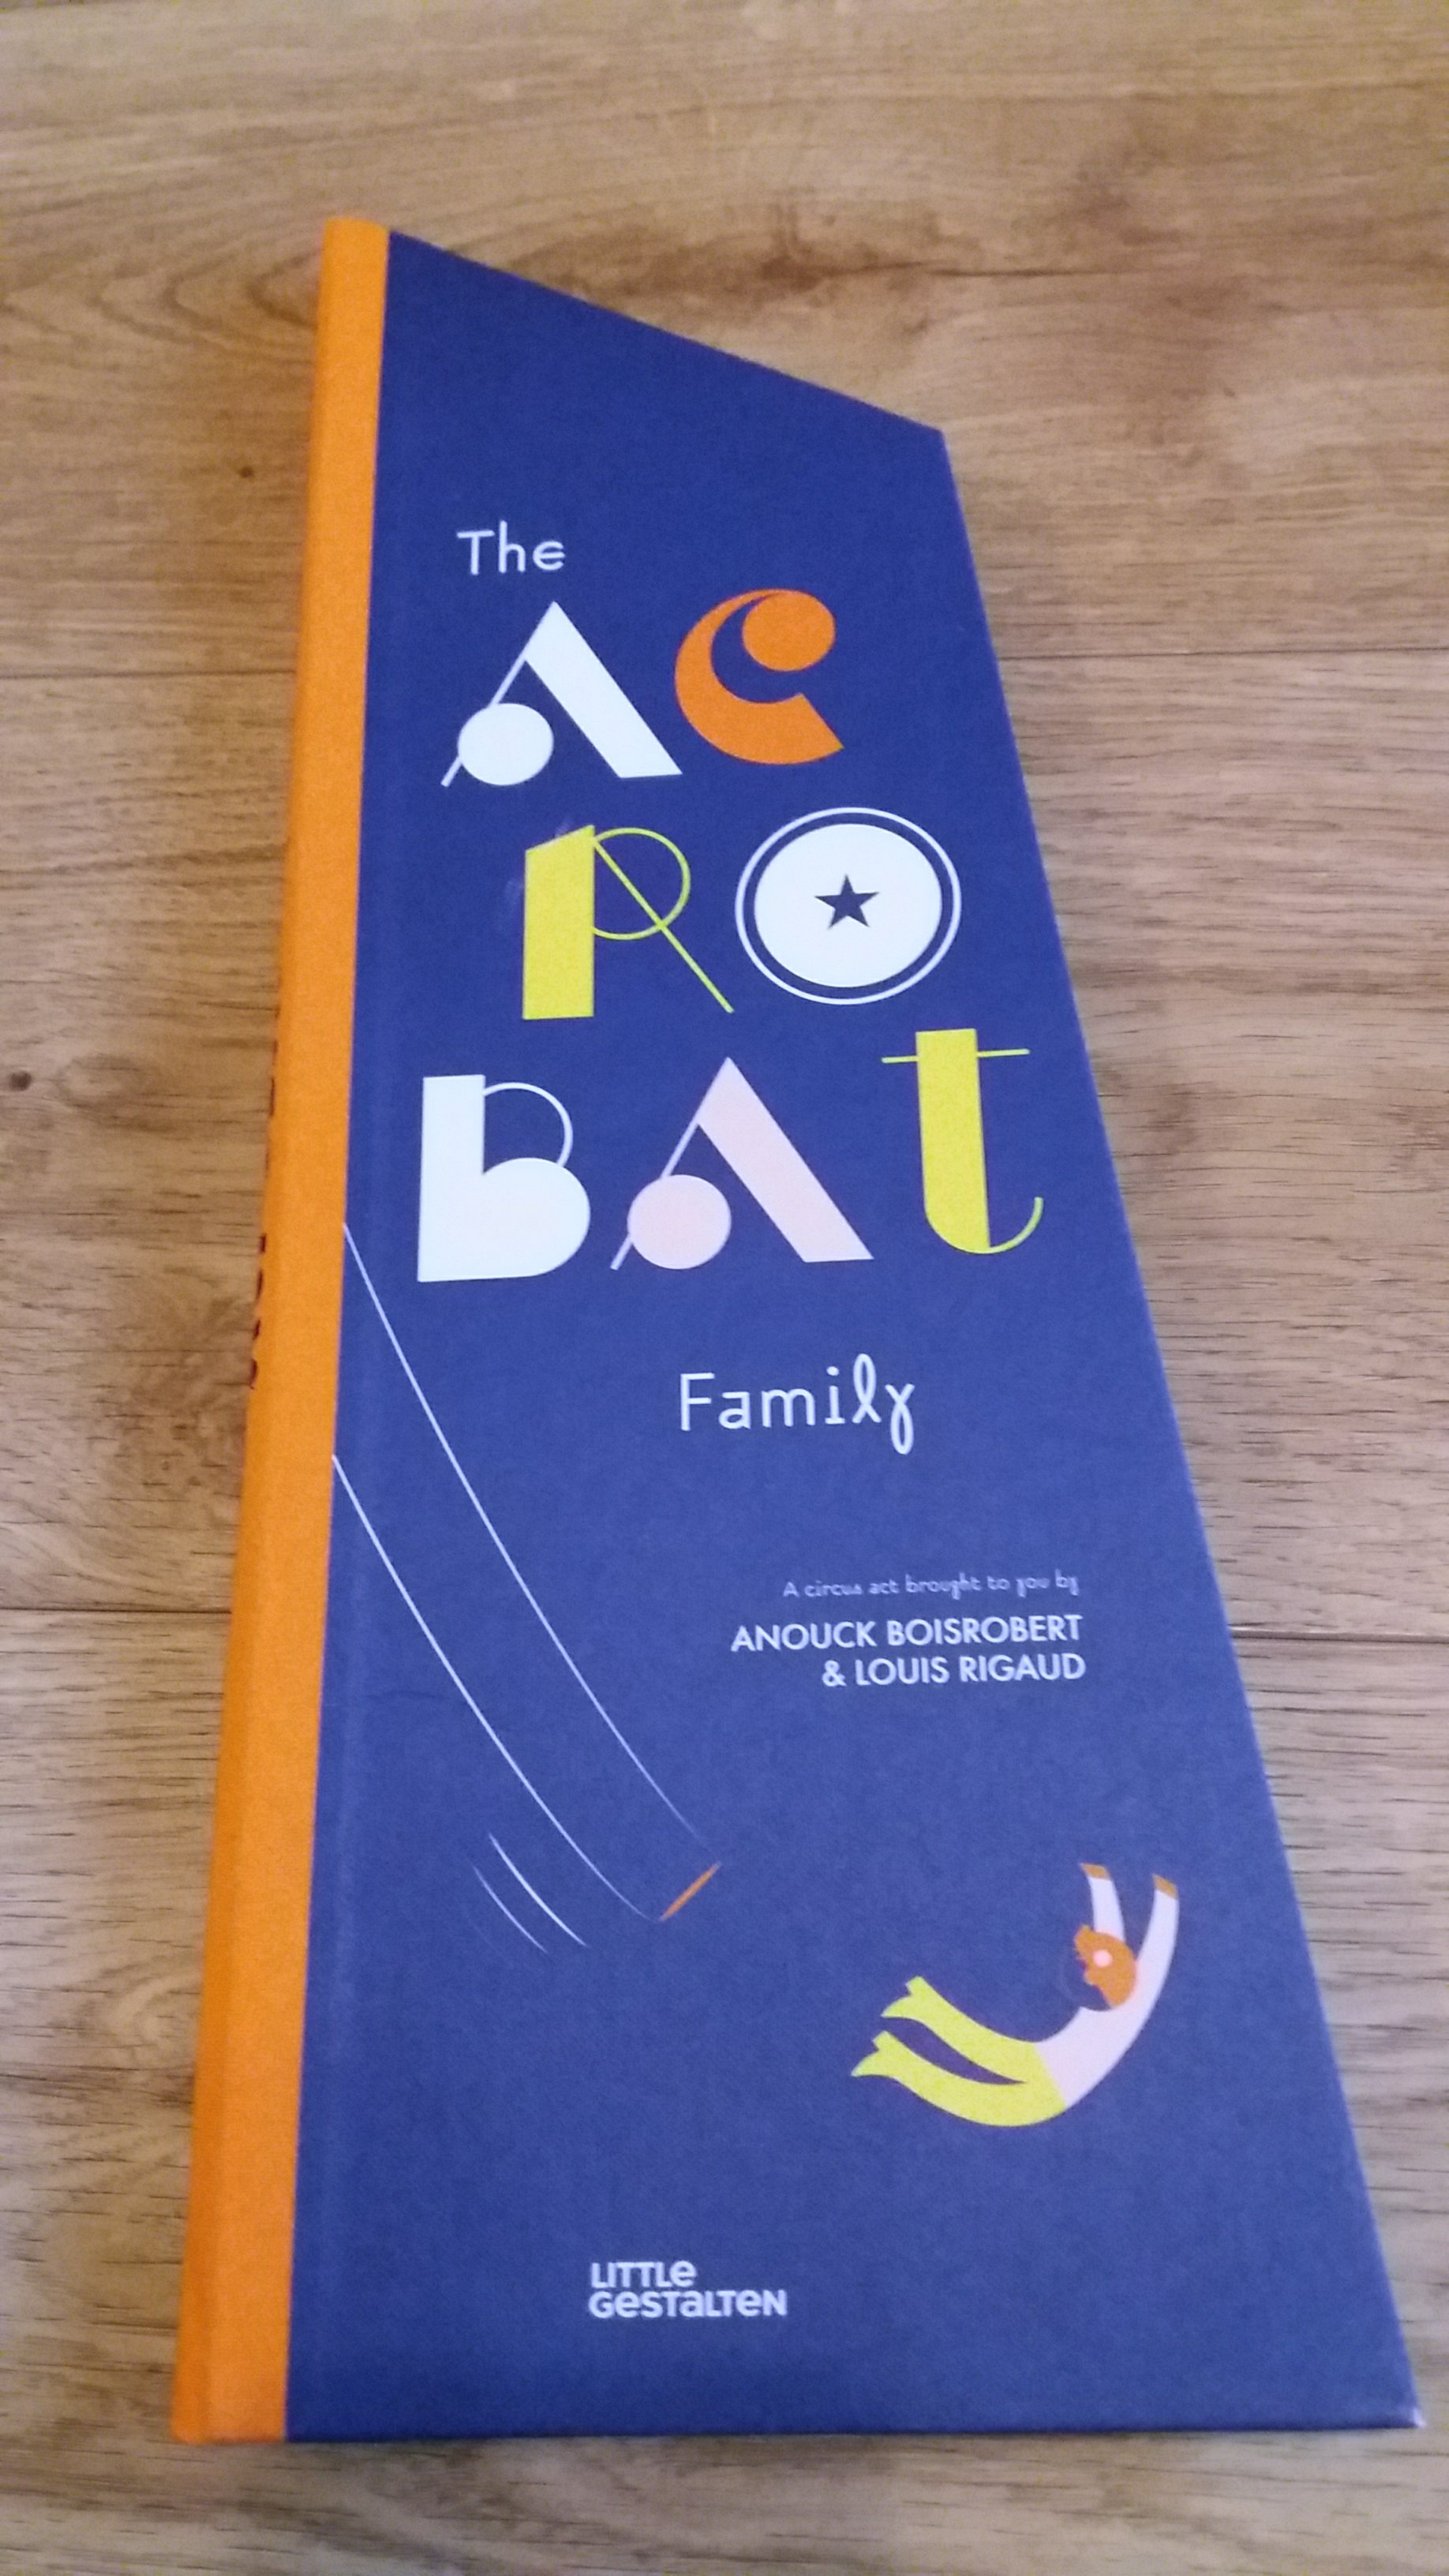 The
AC
RO
BAt
Family
A circus act brought to you by
ANOUCK BOISROBERT
& LOUIS RIGAUD
LITTLe
GeSTaLTeN